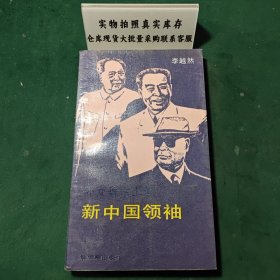 实物拍照真实库存
仓库现货大批量采购联系客服
李越然
新中国领袖